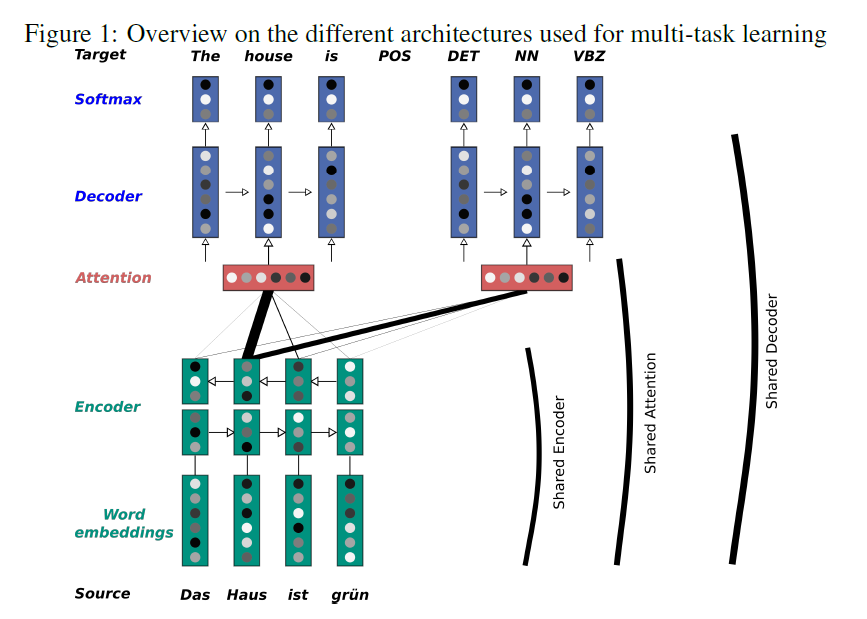 Figure 1: Overview on the different architectures used for multi-task learning
Target The house is POS DET NN VBZ
Softmax
Decoder
Attention
Encoder
Word
embeddings
Source Das Haus ist grün
Shared Encoder
Shared Attention
Shared Decoder